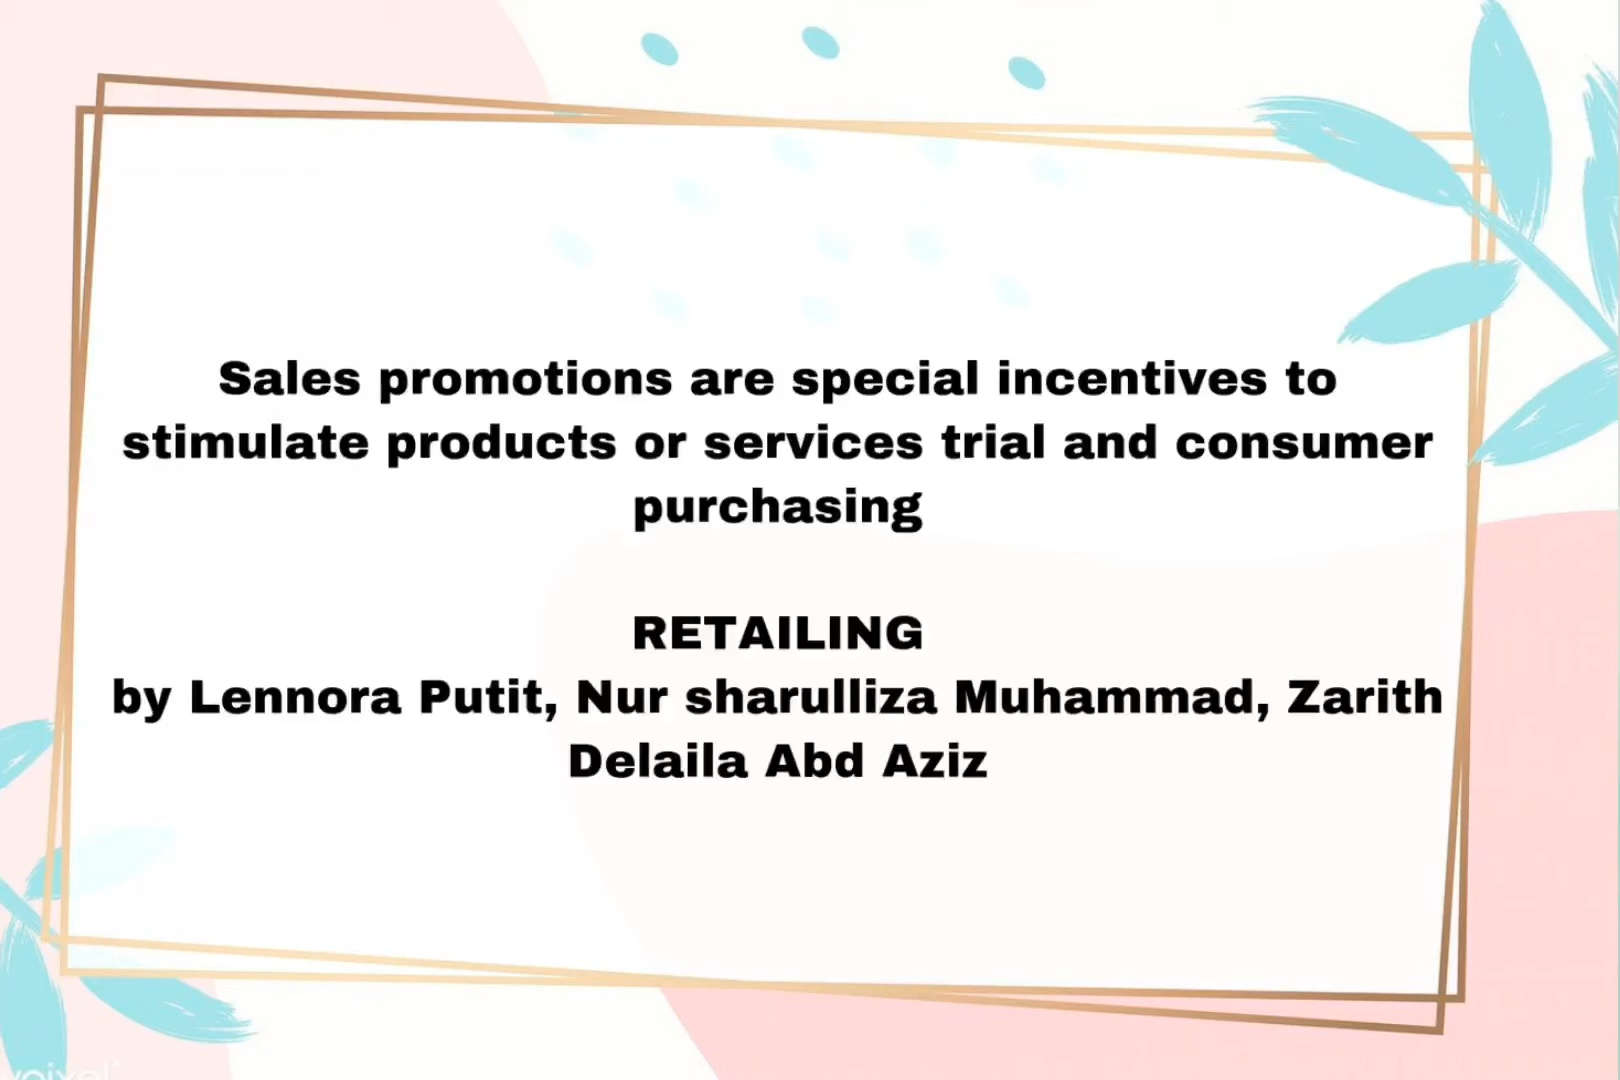 Sales promotions are special incentives to
stimulate products or services trial and consumer
purchasing
RETAILING
by Lennora Putit, Nur sharulliza Muhammad, Zarith
Delaila Abd Aziz